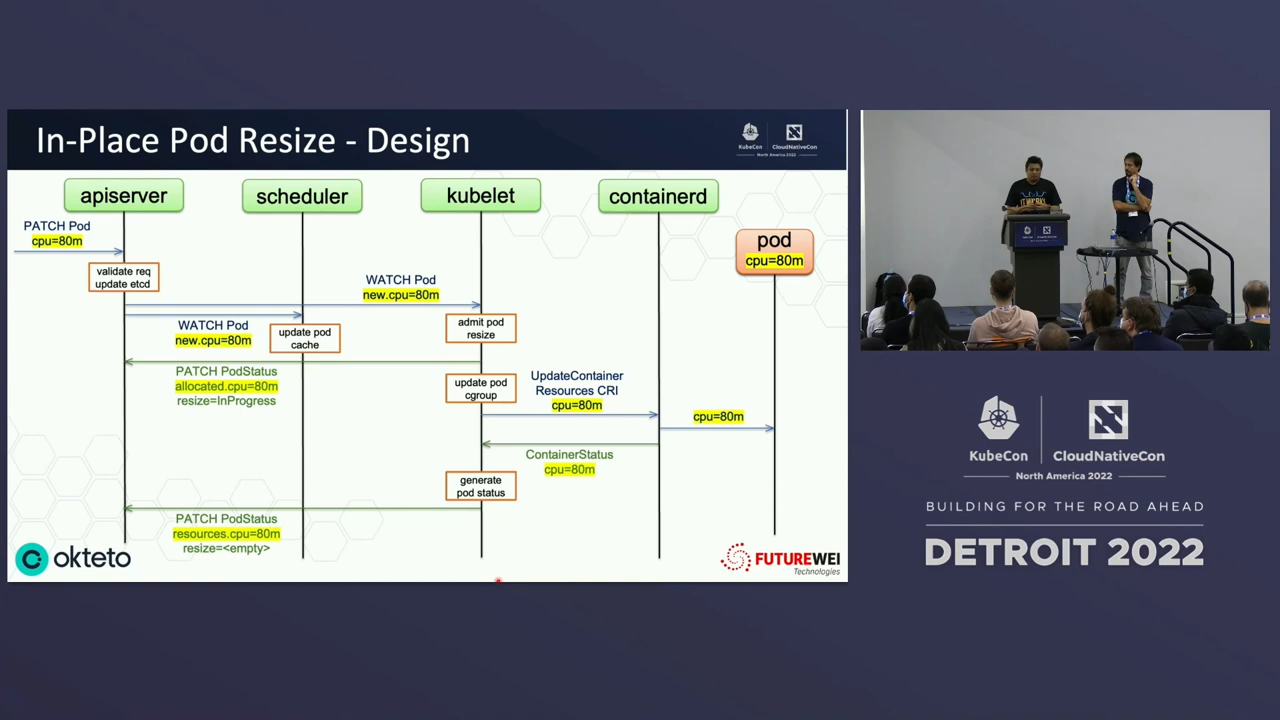 In-Place Pod Resize - Design
KubeCon
CloudNativeCon
North America 2022
apiserver
scheduler
kubelet
containerd
pod
cpu=80m
PATCH Pod
cpu=80m
validate req
update etcd
WATCH Pod
new.cpu=80m
WATCH Pod
new.cpu=80m
update pod
cache
admit pod
resize
PATCH PodStatus
allocated.cpu=80m
resize=InProgress
update pod
cgroup
UpdateContainer
Resources CRI
cpu=80m
cpu=80m
ContainerStatus
cpu=80m
generate
pod status
PATCH PodStatus
resources.cpu=80m
resize=<empty>
okteto
FUTUREWEI
Technologies
KubeCon
CloudNativeCon
North America 2022
BUILDING FOR THE ROAD AHEAD
DETROIT 2022